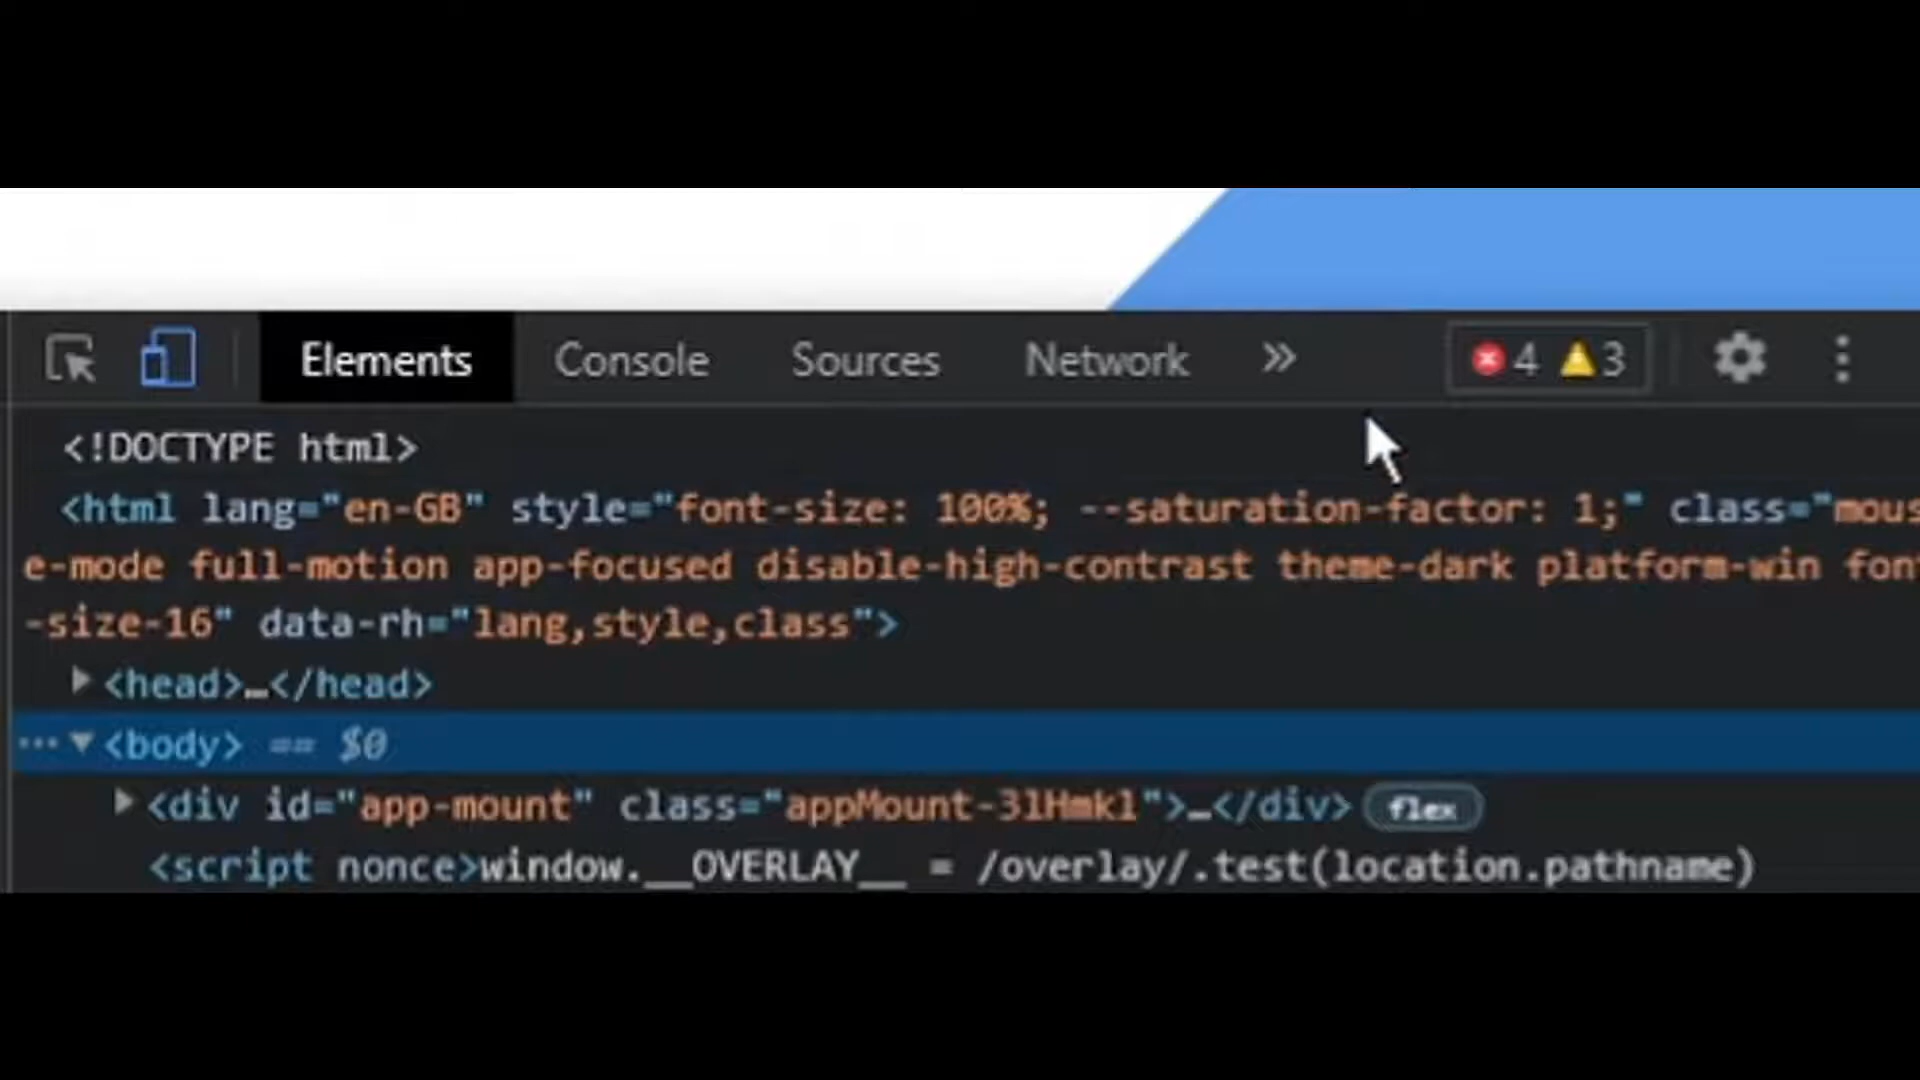 Elements Console Sources Network » 4 3
<!DOCTYPE html>
<html lang="en-GB" style="font-size: 100%; --saturation-factor: 1;" class="mous
e-mode full-motion app-focused disable-high-contrast theme-dark platform-win font
-size-16" data-rh="lang,style,class">
<head>…</head>
<body> == $0
<div id="app-mount" class="appMount-3lHmkl">…</div> flex
<script nonce>window.__OVERLAY__ = /overlay/.test(location.pathname)